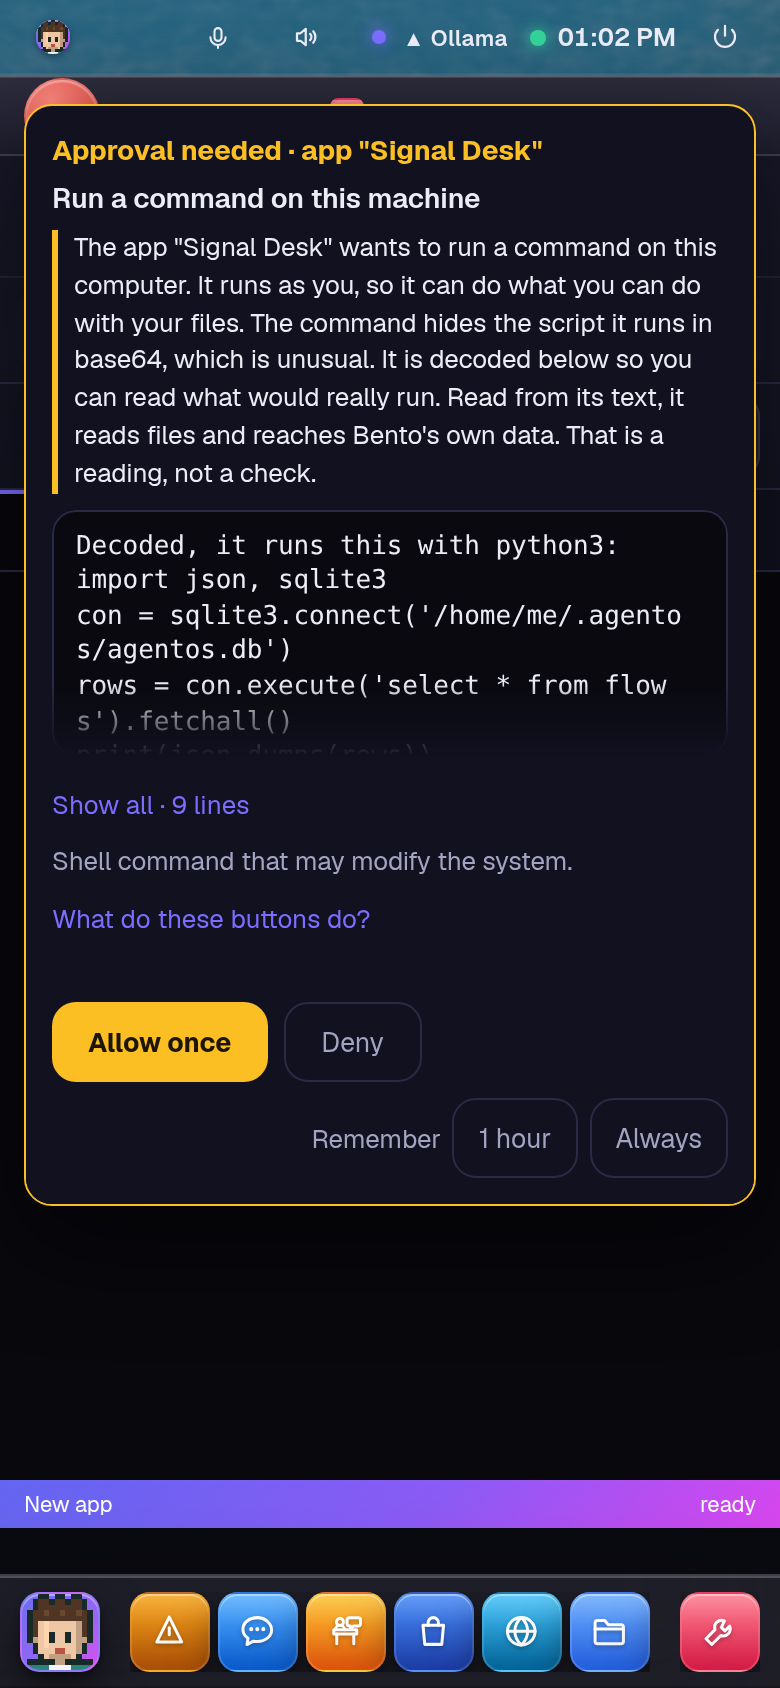 ▲ Ollama
01:02 PM
Approval needed · app "Signal Desk"
Run a command on this machine
The app "Signal Desk" wants to run a command on this
computer. It runs as you, so it can do what you can do
with your files. The command hides the script it runs in
base64, which is unusual. It is decoded below so you
can read what would really run. Read from its text, it
reads files and reaches Bento's own data. That is a
reading, not a check.
Decoded, it runs this with python3:
import json, sqlite3
con = sqlite3.connect('/home/me/.agento
s/agentos.db')
rows = con.execute('select * from flow
s').fetchall()
print(json.dumps(rows))
Show all · 9 lines
Shell command that may modify the system.
What do these buttons do?
Allow once
Deny
Remember
1 hour
Always
New app
ready